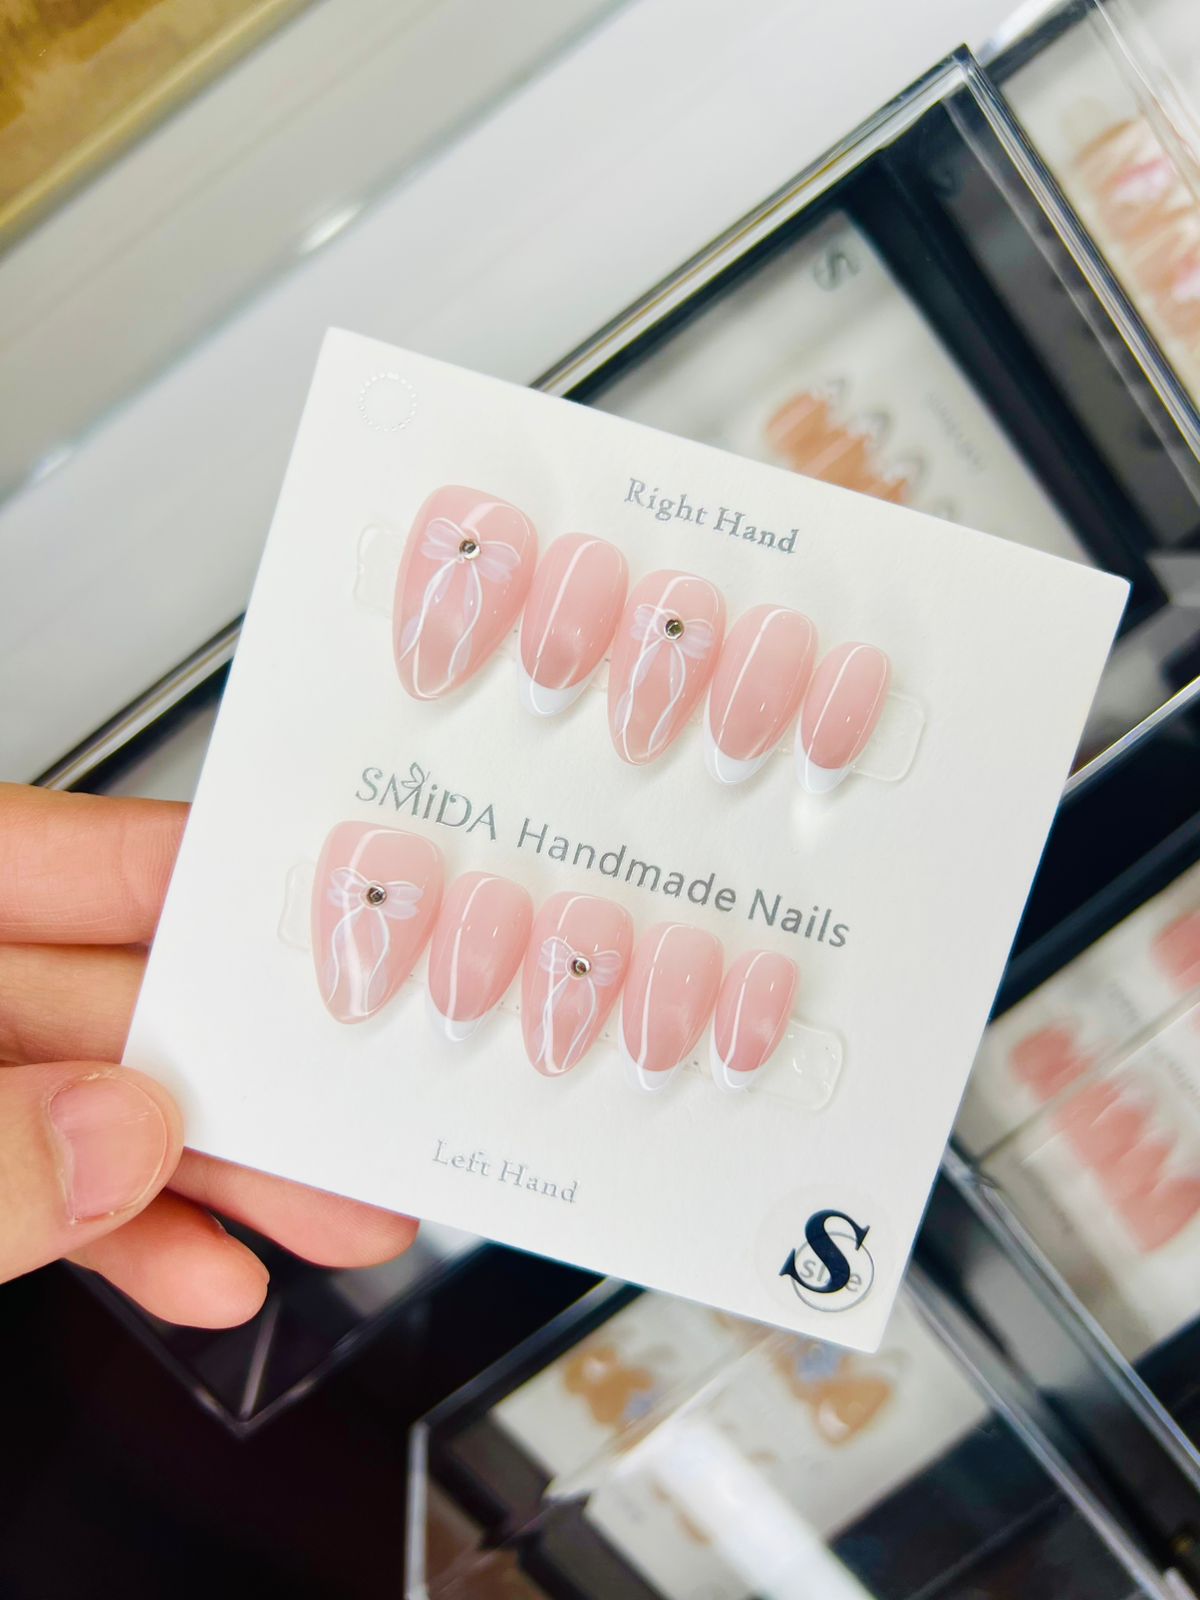 Right Hand
SMiDA Handmade Nails
Left Hand
S
size